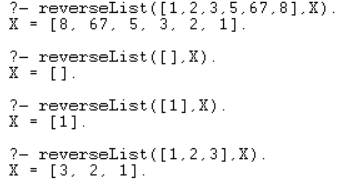 ?- reverseList([1,2,3,5,67,8],X).
X = [8, 67, 5, 3, 2, 1].
?- reverseList([],X).
X = [].
?- reverseList([1],X).
X = [1].
?- reverseList([1,2,3],X).
X = [3, 2, 1].